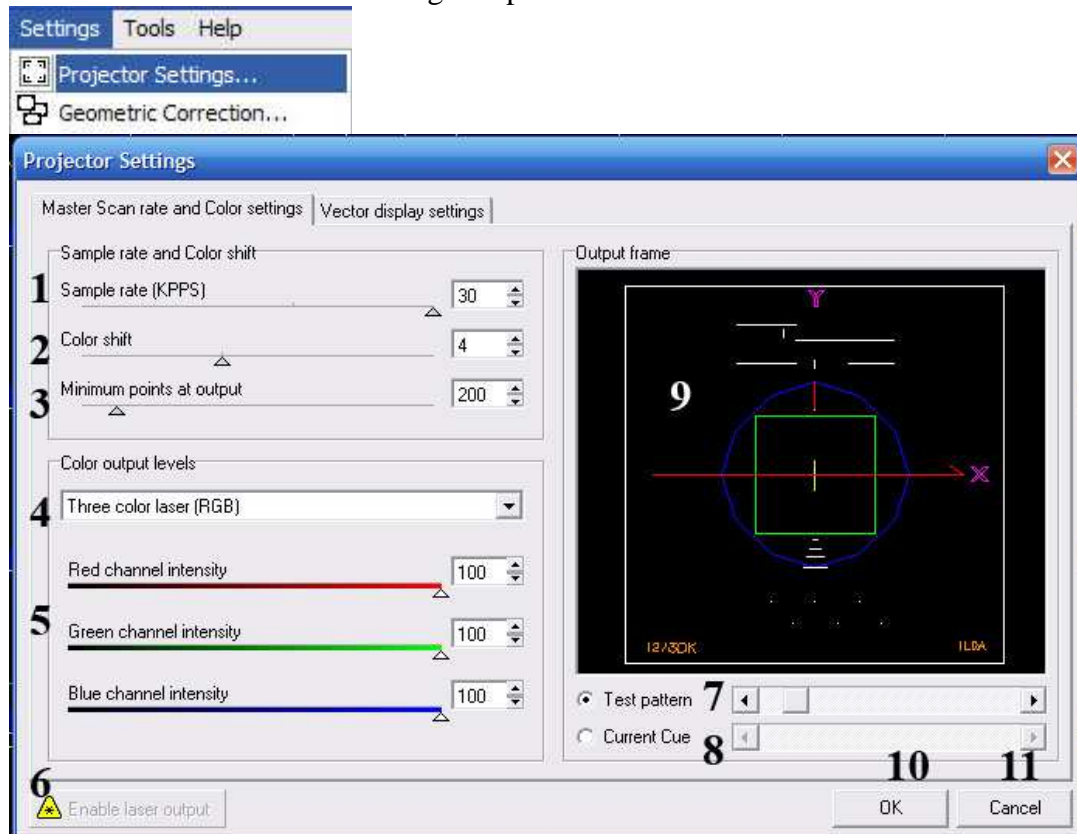 Settings Tools Help
Projector Settings...
Geometric Correction...
Projector Settings
Master Scan rate and Color settings Vector display settings
Sample rate and Color shift
1 Sample rate (KPPS) 30
2 Color shift 4
3 Minimum points at output 200
Color output levels
4 Three color laser (RGB)
5
Red channel intensity 100
Green channel intensity 100
Blue channel intensity 100
6 Enable laser output
Output frame
Y
9
X
12/30K ILDA
Test pattern 7
Current Cue 8
10 11
OK Cancel